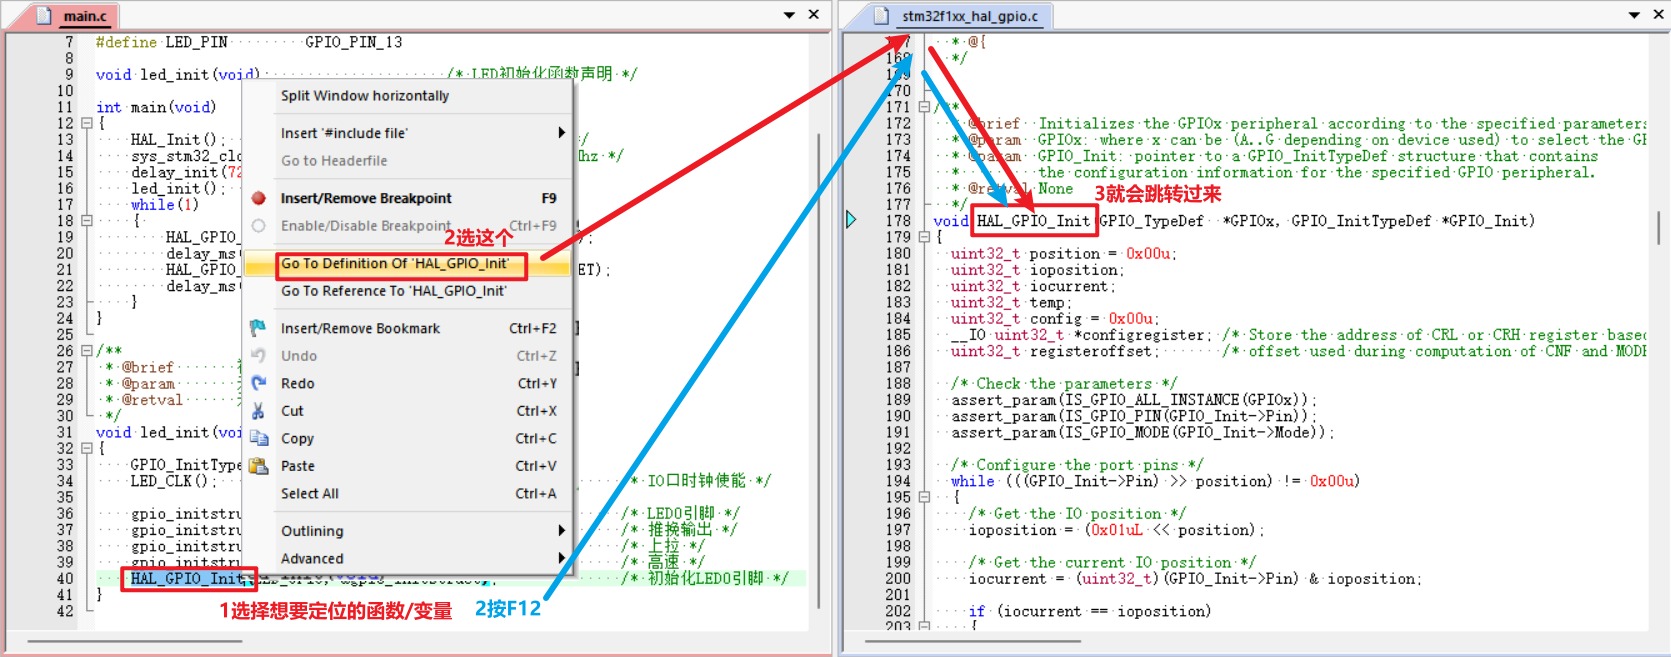 main.c
7 #define LED_PIN GPIO_PIN_13
8
9 void led_init(void); /* LED初始化函数声明 */
10
11 int main(void)
12 {
13 HAL_Init(); */
14 sys_stm32_clo hz */
15 delay_init(72
16 led_init();
17 while(1)
18 {
19 HAL_GPIO_ );
20 delay_ms(
21 HAL_GPIO_ ET);
22 delay_ms(
23 }
24 }
25
26 /**
27 * @brief
28 * @param
29 * @retval
30 */
31 void led_init(voi
32 {
33 GPIO_InitType
34 LED_CLK(); * IO口时钟使能 */
35
36 gpio_initstru /* LED0引脚 */
37 gpio_initstru /* 推挽输出 */
38 gpio_initstru /* 上拉 */
39 gpio_initstru /* 高速 */
40 HAL_GPIO_Init /* 初始化LED0引脚 */
41 }
42
Split Window horizontally
Insert '#include file'
Go to Headerfile
Insert/Remove Breakpoint F9
Enable/Disable Breakpoint Ctrl+F9
2选这个
Go To Definition Of 'HAL_GPIO_Init'
Go To Reference To 'HAL_GPIO_Init'
Insert/Remove Bookmark Ctrl+F2
Undo Ctrl+Z
Redo Ctrl+Y
Cut Ctrl+X
Copy Ctrl+C
Paste Ctrl+V
Select All Ctrl+A
Outlining
Advanced
1选择想要定位的函数/变量
2按F12
stm32f1xx_hal_gpio.c
* @{
168 */
169
170
171 /**
172 * @brief Initializes the GPIOx peripheral according to the specified parameters
173 * @param GPIOx: where x can be (A..G depending on device used) to select the GP
174 * @param GPIO_Init: pointer to a GPIO_InitTypeDef structure that contains
175 the configuration information for the specified GPIO peripheral.
176 * @retval None
3就会跳转过来
177 */
178 void HAL_GPIO_Init(GPIO_TypeDef *GPIOx, GPIO_InitTypeDef *GPIO_Init)
179 {
180 uint32_t position = 0x00u;
181 uint32_t ioposition;
182 uint32_t iocurrent;
183 uint32_t temp;
184 uint32_t config = 0x00u;
185 __IO uint32_t *configregister; /* Store the address of CRL or CRH register base
186 uint32_t registeroffset; /* offset used during computation of CNF and MODE
187
188 /* Check the parameters */
189 assert_param(IS_GPIO_ALL_INSTANCE(GPIOx));
190 assert_param(IS_GPIO_PIN(GPIO_Init->Pin));
191 assert_param(IS_GPIO_MODE(GPIO_Init->Mode));
192
193 /* Configure the port pins */
194 while (((GPIO_Init->Pin) >> position) != 0x00u)
195 {
196 /* Get the IO position */
197 ioposition = (0x01uL << position);
198
199 /* Get the current IO position */
200 iocurrent = (uint32_t)(GPIO_Init->Pin) & ioposition;
201
202 if (iocurrent == ioposition)
203 {